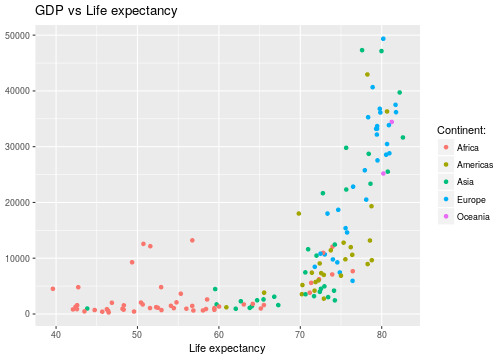 GDP vs Life expectancy
50000
40000
30000
20000
10000
0
40
50
60
70
80
Life expectancy
Continent:
Africa
Americas
Asia
Europe
Oceania